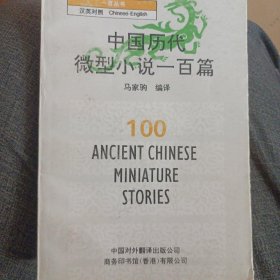 汉英对照 Chinese-English
中国历代
微型小说一百篇
马家驹 编译
100
ANCIENT CHINESE
MINIATURE
STORIES
中国对外翻译出版公司
商务印书馆(香港)有限公司